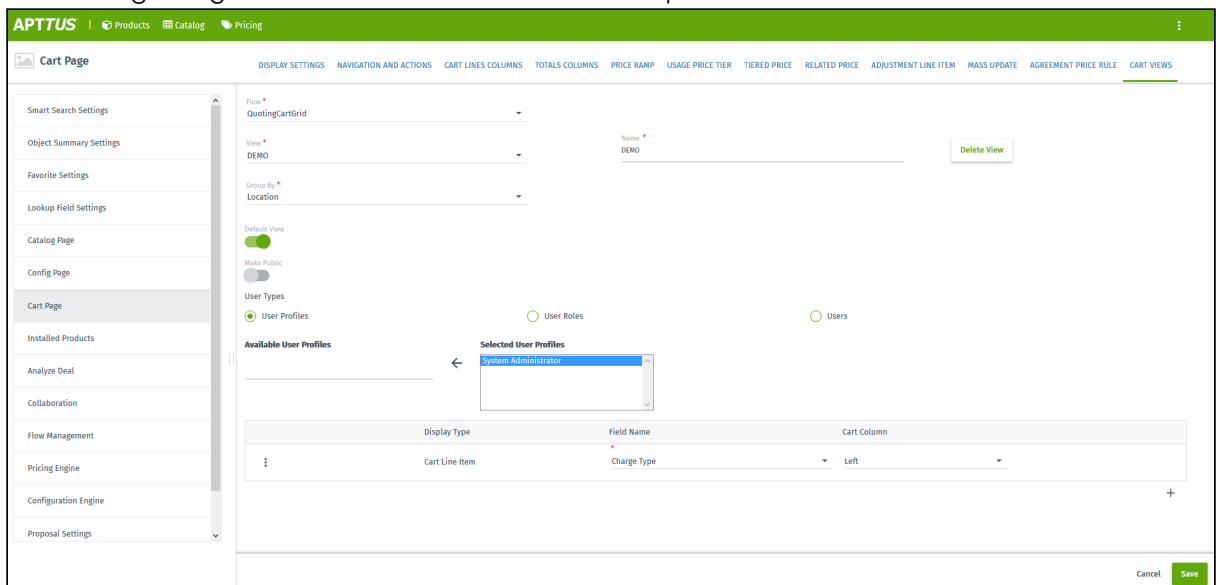 APTTUS | Products Catalog Pricing
Cart Page
DISPLAY SETTINGS NAVIGATION AND ACTIONS CART LINES COLUMNS TOTALS COLUMNS PRICE RAMP USAGE PRICE TIER TIERED PRICE RELATED PRICE ADJUSTMENT LINE ITEM MASS UPDATE AGREEMENT PRICE RULE CART VIEWS
Smart Search Settings
Object Summary Settings
Favorite Settings
Lookup Field Settings
Catalog Page
Config Page
Cart Page
Installed Products
Analyze Deal
Collaboration
Flow Management
Pricing Engine
Configuration Engine
Proposal Settings
Flow *
QuotingCartGrid
View *
DEMO
Name *
DEMO
Delete View
Group By *
Location
Default View
Make Public
User Types
User Profiles User Roles Users
Available User Profiles Selected User Profiles
System Administrator
Display Type Field Name Cart Column
*
Cart Line Item Charge Type Left
+
Cancel Save